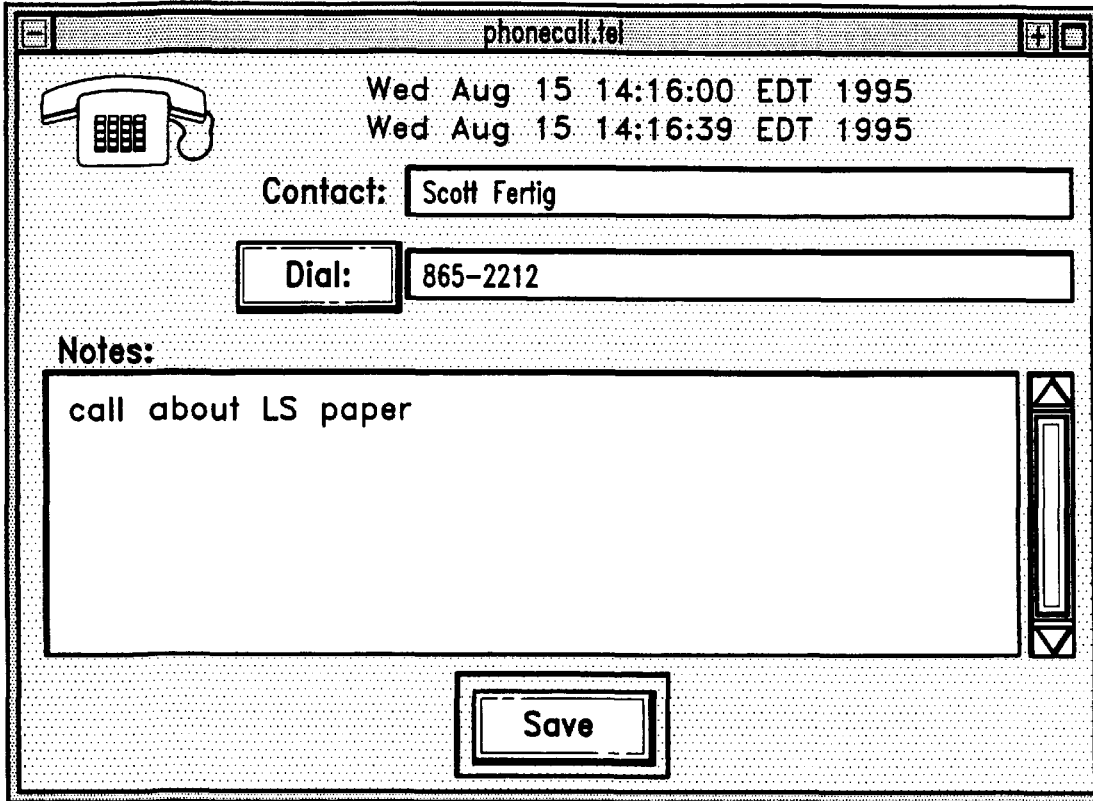 phonecall.tel
Wed Aug 15 14:16:00 EDT 1995
Wed Aug 15 14:16:39 EDT 1995
Contact: Scott Fertig
Dial: 865-2212
Notes:
call about LS paper
Save